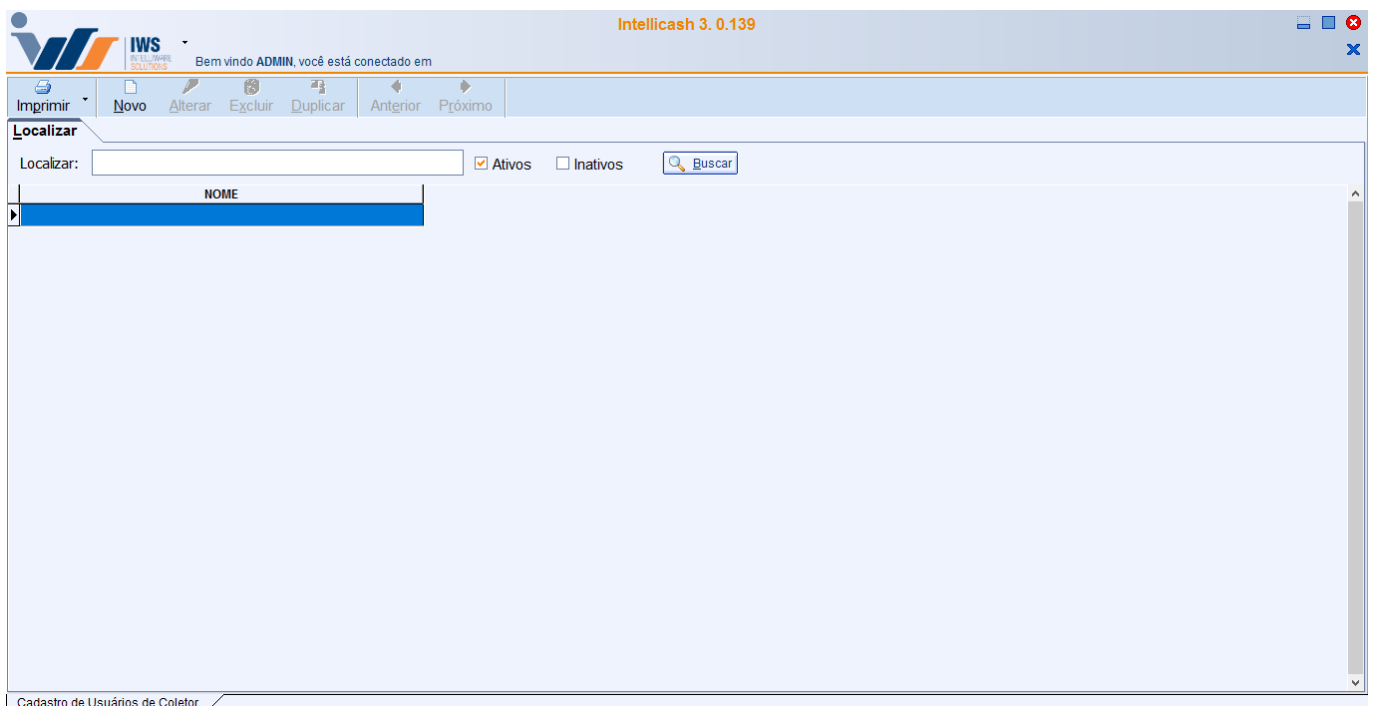 Intellicash 3. 0.139
IWS
INTELLIWARE
SOLUTIONS
Bem vindo ADMIN, você está conectado em
Imprimir Novo Alterar Excluir Duplicar Anterior Próximo
Localizar
Localizar: Ativos Inativos Buscar
NOME
Cadastro de Usuários de Coletor